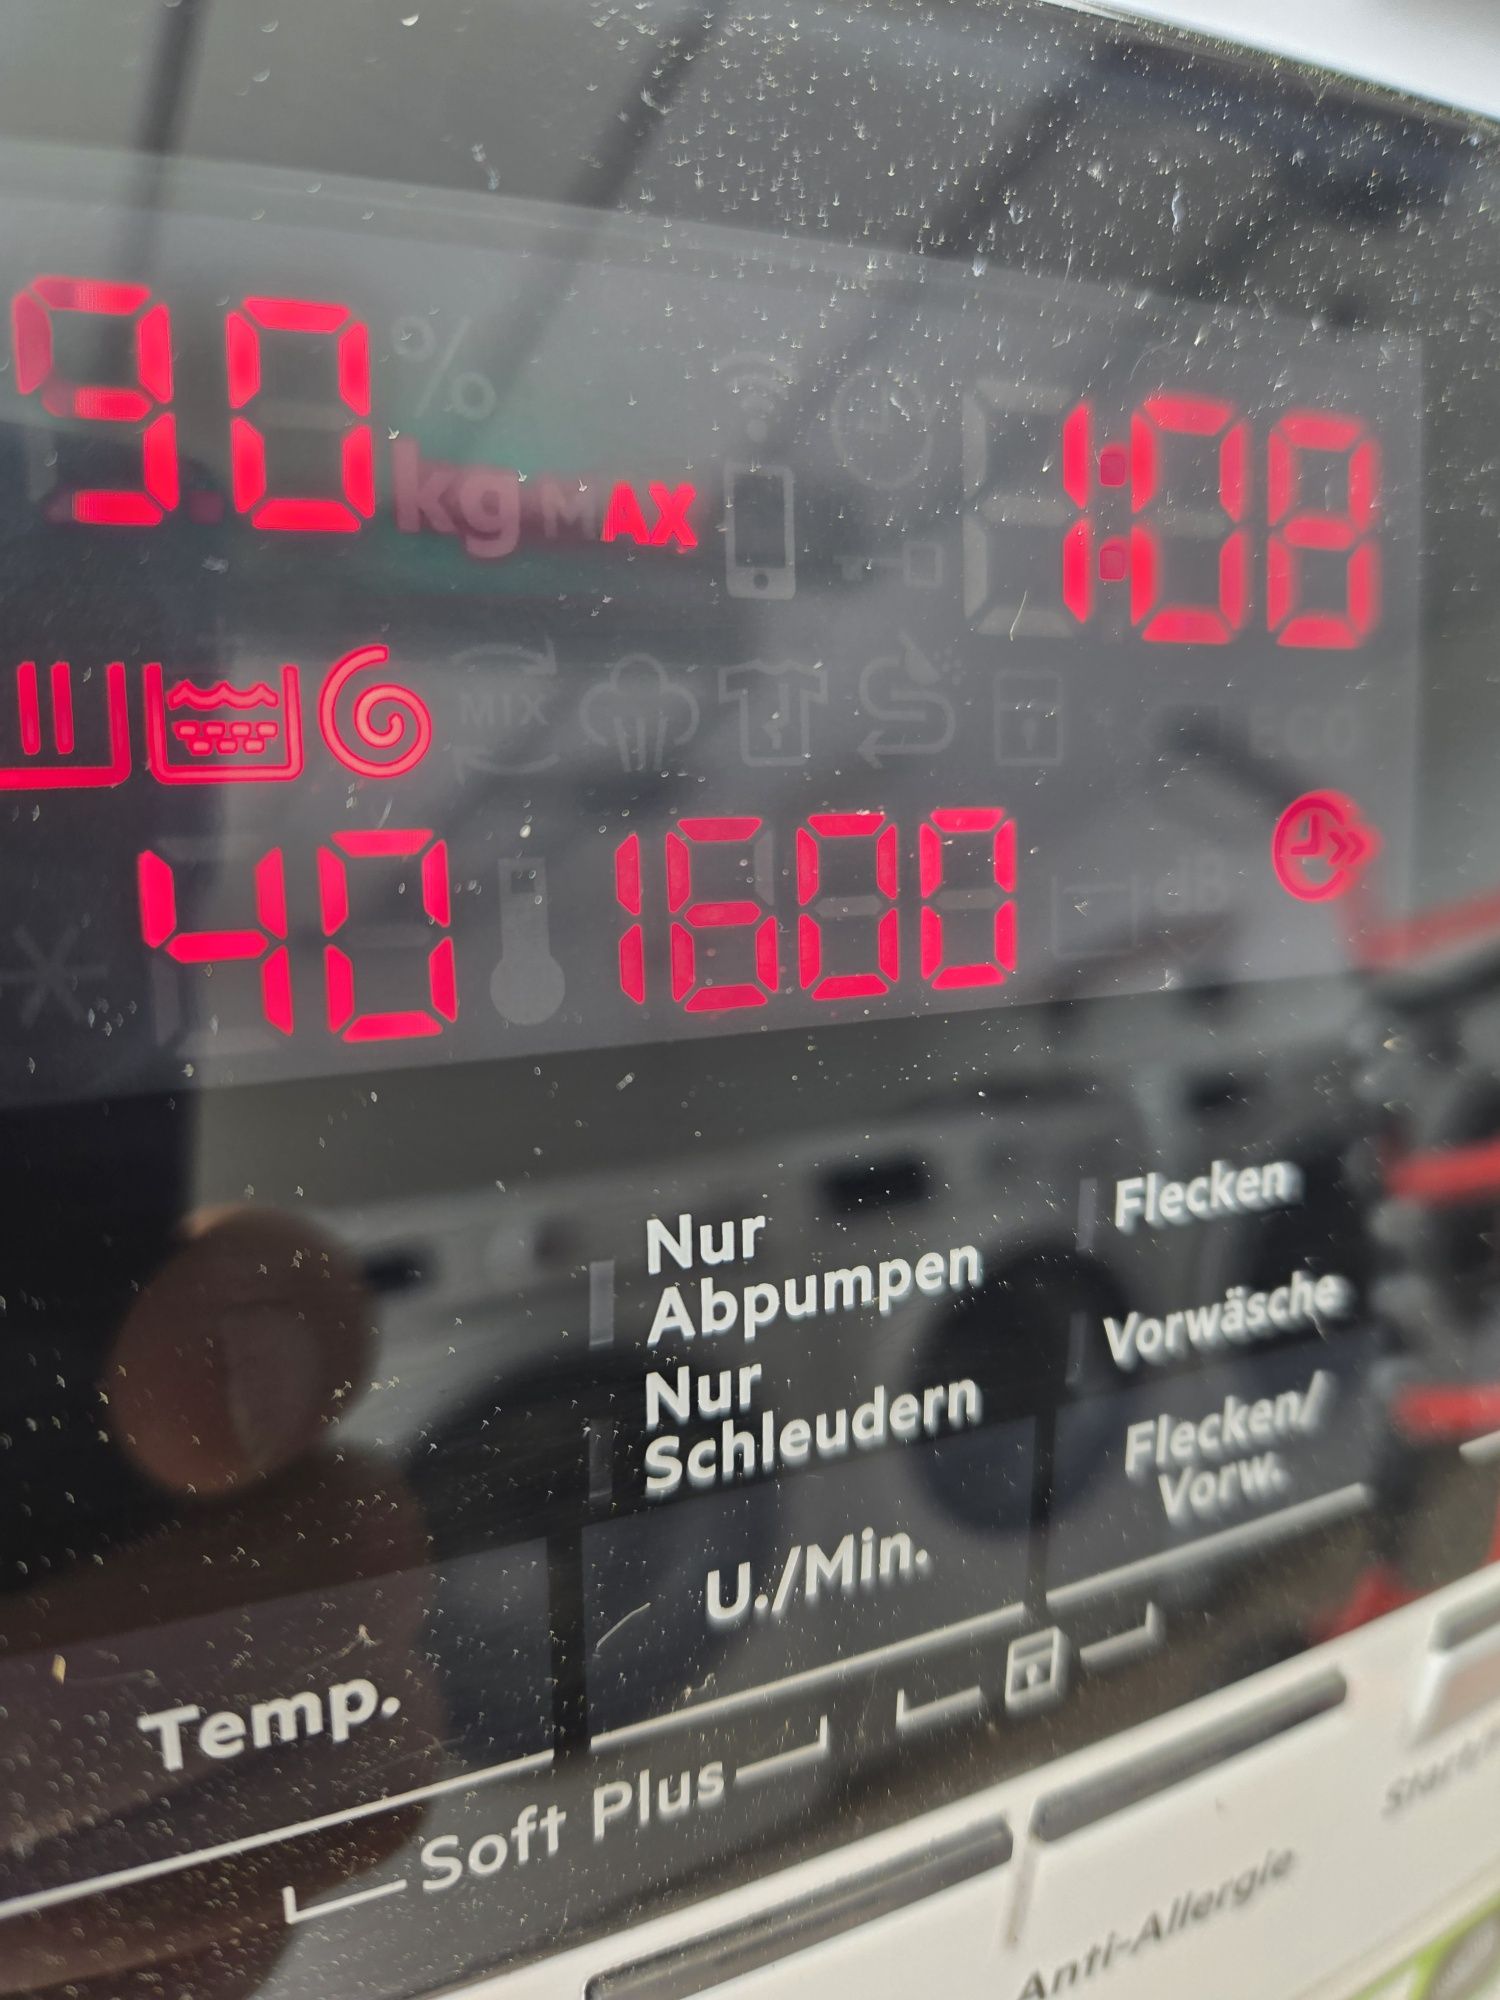 9.0 kg MAX 1:08
%
MIX ECO
40 1600 dB
Nur
Abpumpen
Nur
Schleudern
U./Min.
Flecken
Vorwäsche
Flecken/
Vorw.
Temp.
Soft Plus
Anti-Allergie